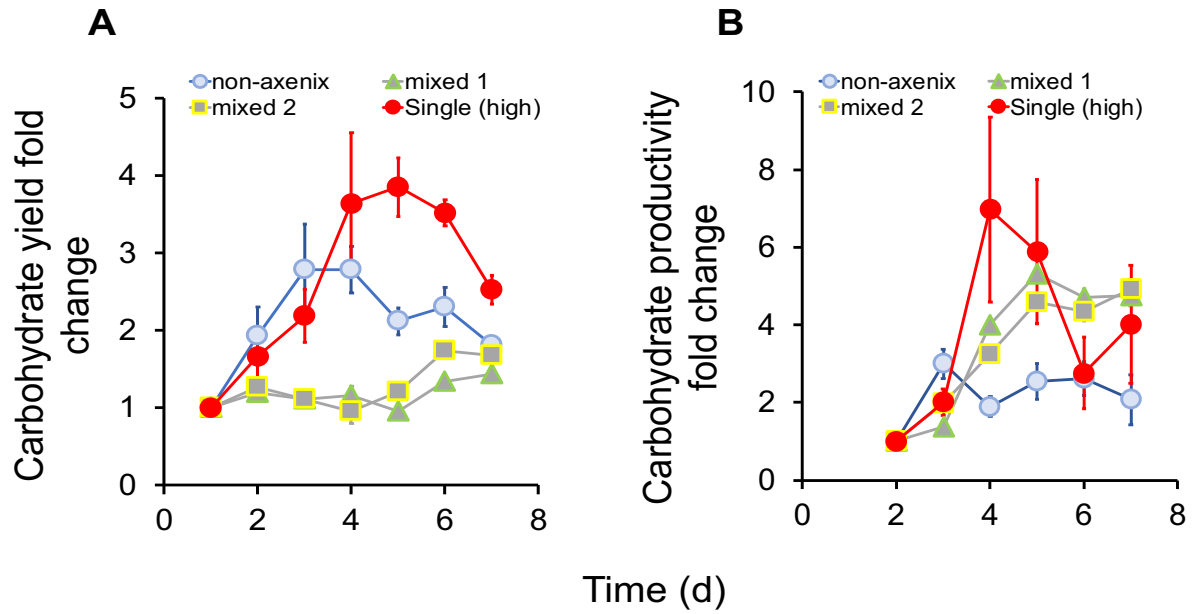 A
non-axenix mixed 1
mixed 2 Single (high)
Carbohydrate yield fold
change
5
4
3
2
1
0
0 2 4 6 8
B
non-axenix mixed 1
mixed 2 Single (high)
Carbohydrate productivity
fold change
10
8
6
4
2
0
0 2 4 6 8
Time (d)